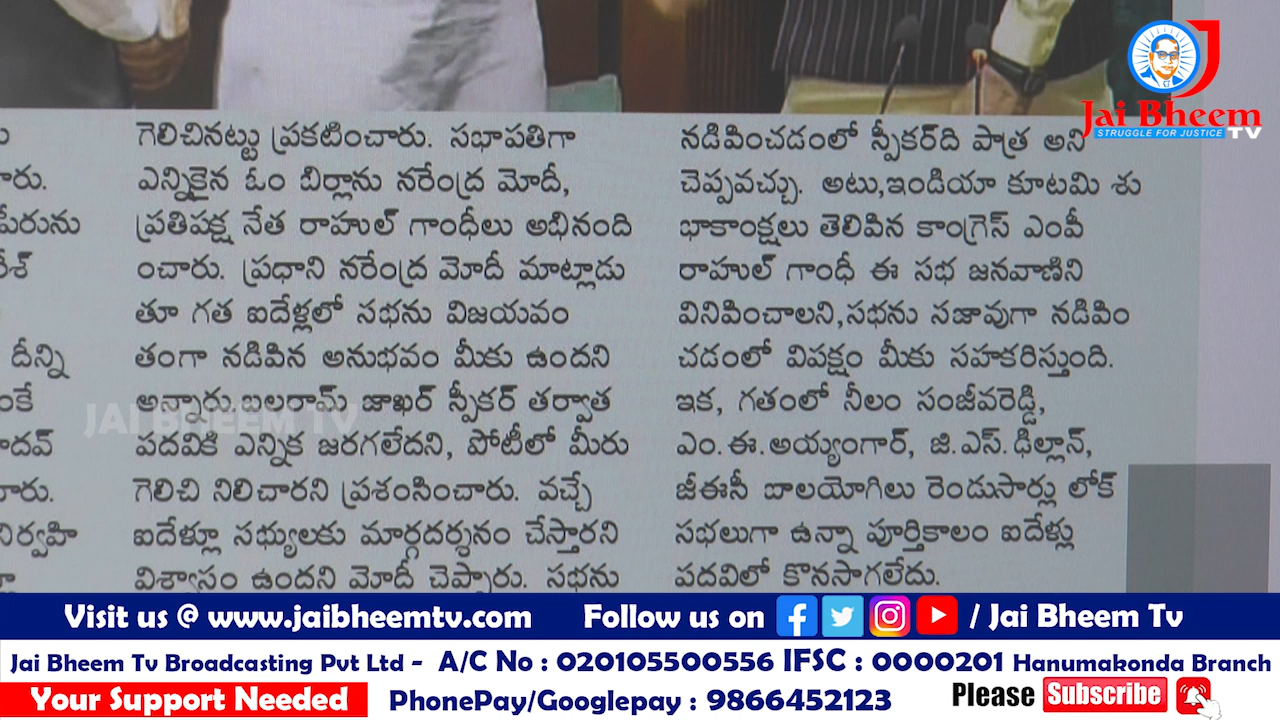 Jai Bheem
STRUGGLE FOR JUSTICE TV
ారు.
పేరును
దీన్ని
ంకే
ాదవ్
ారు.
నిర్వహి
గెలిచినట్టు ప్రకటించారు. సభాపతిగా
ఎన్నికైన ఓం బిర్లాను నరేంద్ర మోదీ,
ప్రతిపక్ష నేత రాహుల్ గాంధీలు అభినంది
ంచారు. ప్రధాని నరేంద్ర మోదీ మాట్లాడు
తూ గత ఐదేళ్లలో సభను విజయవం
తంగా నడిపిన అనుభవం మీకు ఉందని
అన్నారు.బలరామ్ జాఖర్ స్పీకర్ తర్వాత
పదవికి ఎన్నిక జరగలేదని, పోటీలో మీరు
గెలిచి నిలిచారని ప్రశంసించారు. వచ్చే
ఐదేళ్లూ సభ్యులకు మార్గదర్శనం చేస్తారని
విశ్వాసం ఉందని మోదీ చెప్పారు. సభను
నడిపించడంలో స్పీకర్‌ది పాత్ర అని
చెప్పవచ్చు. అటు,ఇండియా కూటమి శు
భాకాంక్షలు తెలిపిన కాంగ్రెస్ ఎంపీ
రాహుల్ గాంధీ ఈ సభ జనవాణిని
వినిపించాలని,సభను సజావుగా నడిపిం
చడంలో విపక్షం మీకు సహకరిస్తుంది.
ఇక, గతంలో నీలం సంజీవరెడ్డి,
ఎం.ఈ.అయ్యంగార్, జి.ఎస్.ఢిల్లాన్,
జీఈసీ బాలయోగిలు రెండుసార్లు లోక్
సభలుగా ఉన్నా పూర్తికాలం ఐదేళ్లు
పదవిలో కొనసాగలేదు.
JAI BHEEM TV
Visit us @ www.jaibheemtv.com Follow us on / Jai Bheem Tv
Jai Bheem Tv Broadcasting Pvt Ltd - A/C No : 020105500556 IFSC : 0000201 Hanumakonda Branch
Your Support Needed PhonePay/Googlepay : 9866452123 Please Subscribe